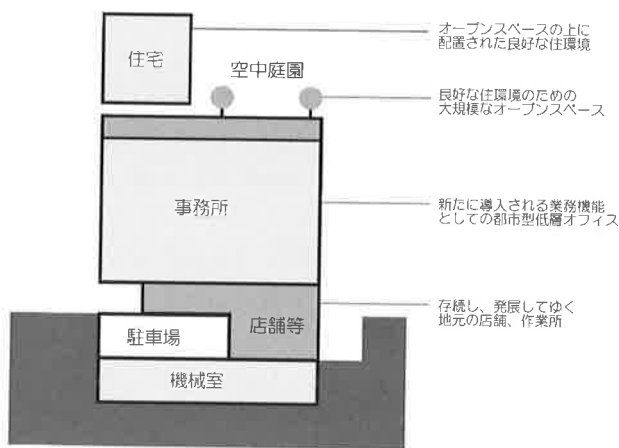 住宅
オープンスペースの上に
配置された良好な住環境
空中庭園
良好な住環境のための
大規模なオープンスペース
事務所
新たに導入される業務機能
としての都市型低層オフィス
店舗等
存続し、発展してゆく
地元の店舗、作業所
駐車場
機械室